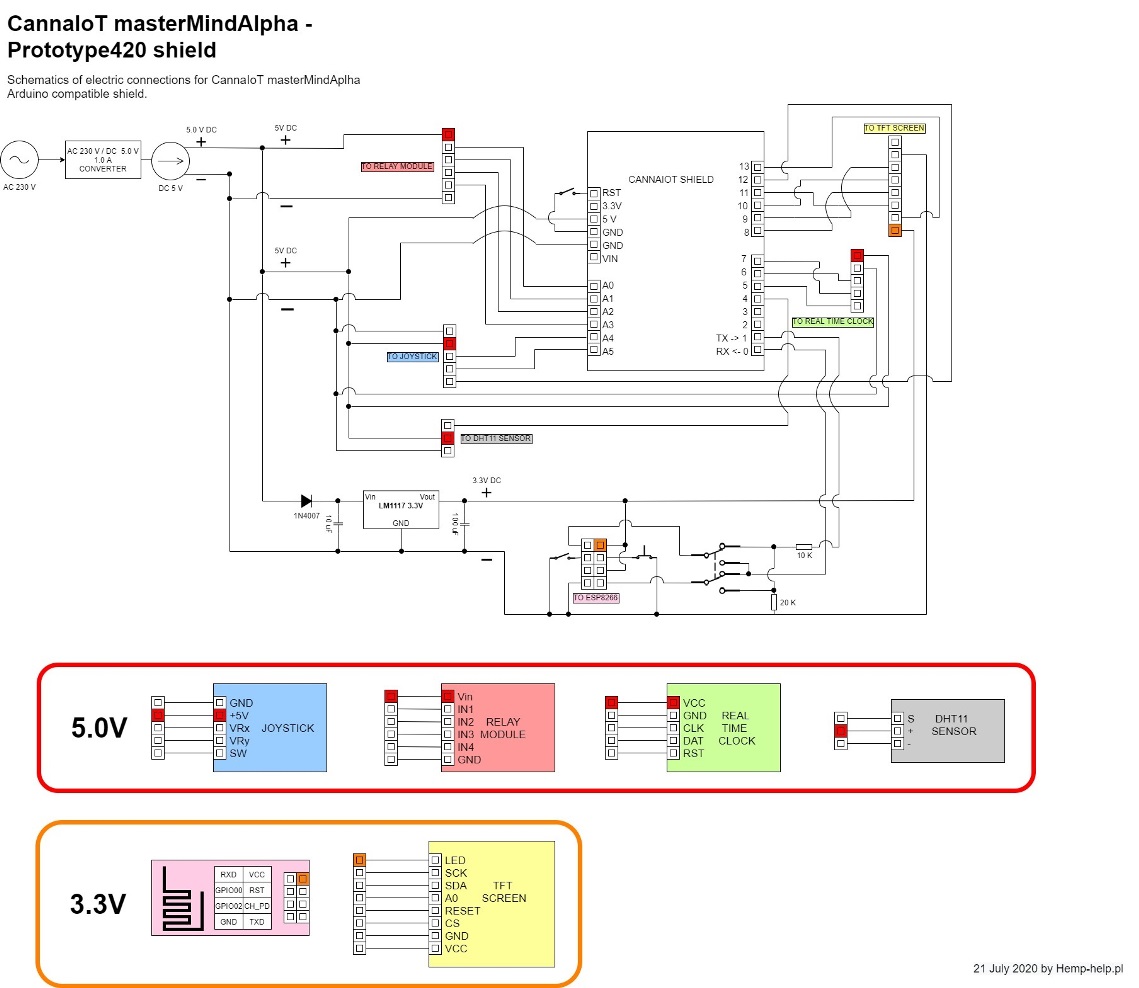 CannaIoT masterMindAlpha -
Prototype420 shield
Schematics of electric connections for CannaIoT masterMindAplha
Arduino compatible shield.
AC 230 V
AC 230 V / DC 5.0 V
1.0 A
CONVERTER
5.0 V DC
+
DC 5 V
−
5V DC
+
−
5V DC
+
−
TO RELAY MODULE
TO JOYSTICK
TO DHT11 SENSOR
CANNAIOT SHIELD
RST
3.3V
5 V
GND
GND
VIN
A0
A1
A2
A3
A4
A5
13
12
11
10
9
8
7
6
5
4
3
2
TX -> 1
RX <- 0
TO TFT SCREEN
TO REAL TIME CLOCK
1N4007
10 uF
Vin
Vout
LM1117 3.3V
GND
100 uF
3.3V DC
+
−
TO ESP8266
10 K
20 K
5.0V
GND
+5V
VRx
VRy
SW
JOYSTICK
Vin
IN1
IN2
IN3
IN4
GND
RELAY
MODULE
VCC
GND
CLK
DAT
RST
REAL
TIME
CLOCK
S
+
-
DHT11
SENSOR
3.3V
RXD VCC
GPIO00 RST
GPIO02 CH_PD
GND TXD
LED
SCK
SDA
A0
RESET
CS
GND
VCC
TFT
SCREEN
21 July 2020 by Hemp-help.pl